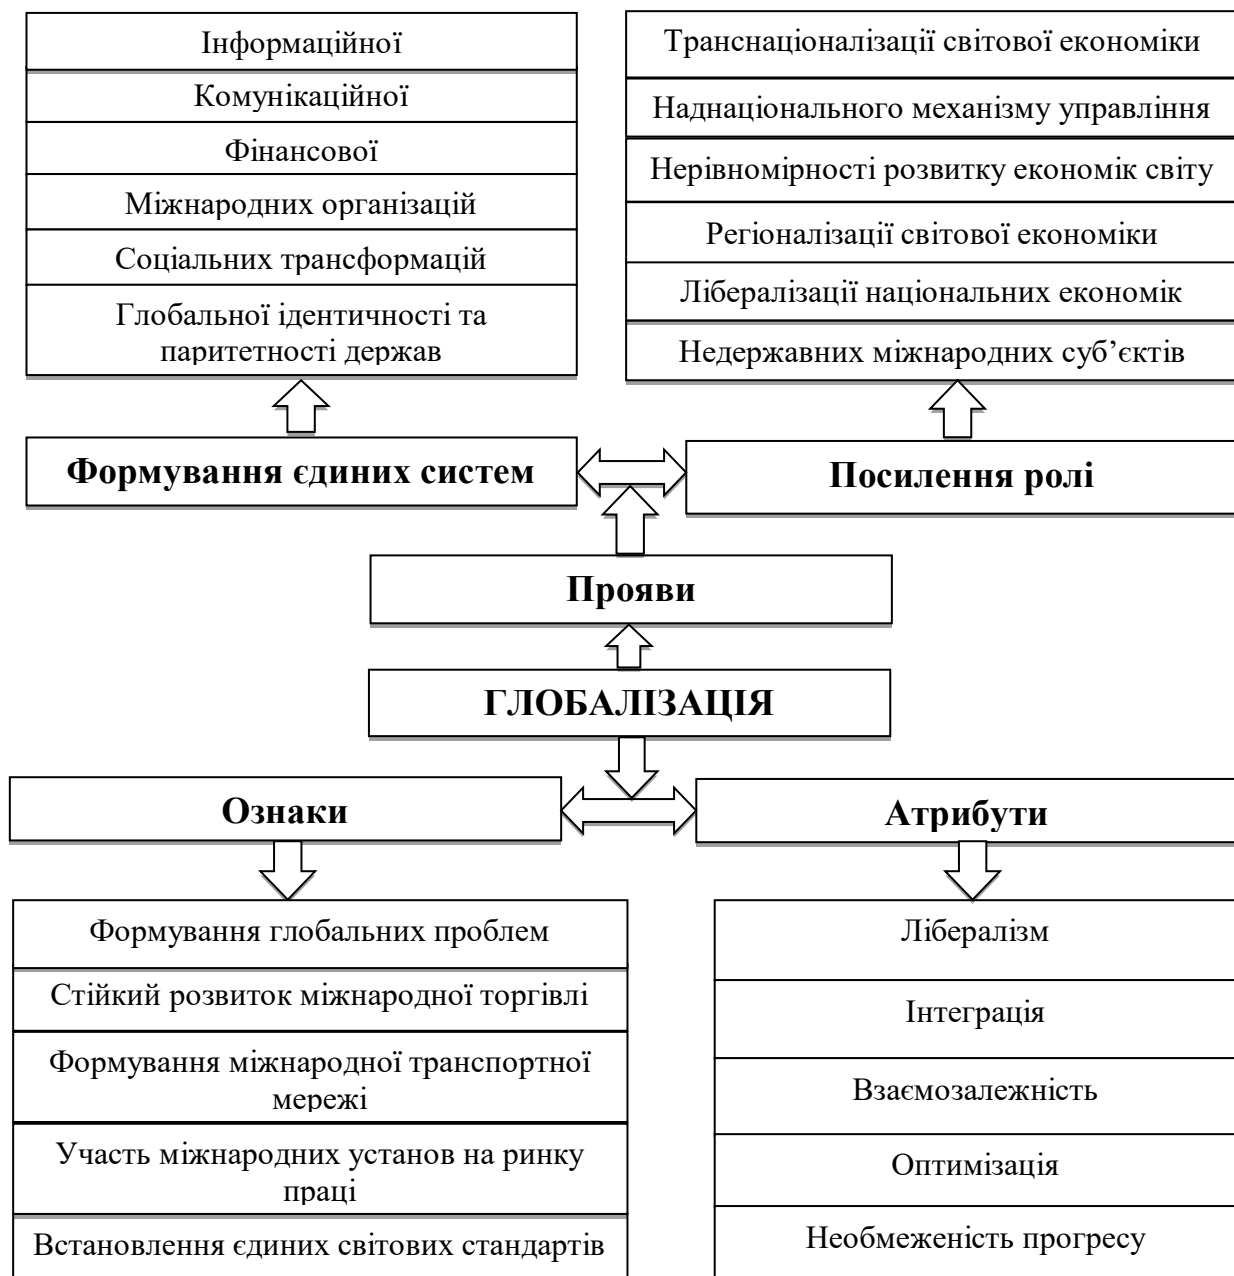 Інформаційної
Комунікаційної
Фінансової
Міжнародних організацій
Соціальних трансформацій
Глобальної ідентичності та
паритетності держав
Транснаціоналізації світової економіки
Наднаціонального механізму управління
Нерівномірності розвитку економік світу
Регіоналізації світової економіки
Лібералізації національних економік
Недержавних міжнародних суб’єктів
Формування єдиних систем
Посилення ролі
Прояви
ГЛОБАЛІЗАЦІЯ
Ознаки
Атрибути
Формування глобальних проблем
Стійкий розвиток міжнародної торгівлі
Формування міжнародної транспортної
мережі
Участь міжнародних установ на ринку
праці
Встановлення єдиних світових стандартів
Лібералізм
Інтеграція
Взаємозалежність
Оптимізація
Необмеженість прогресу